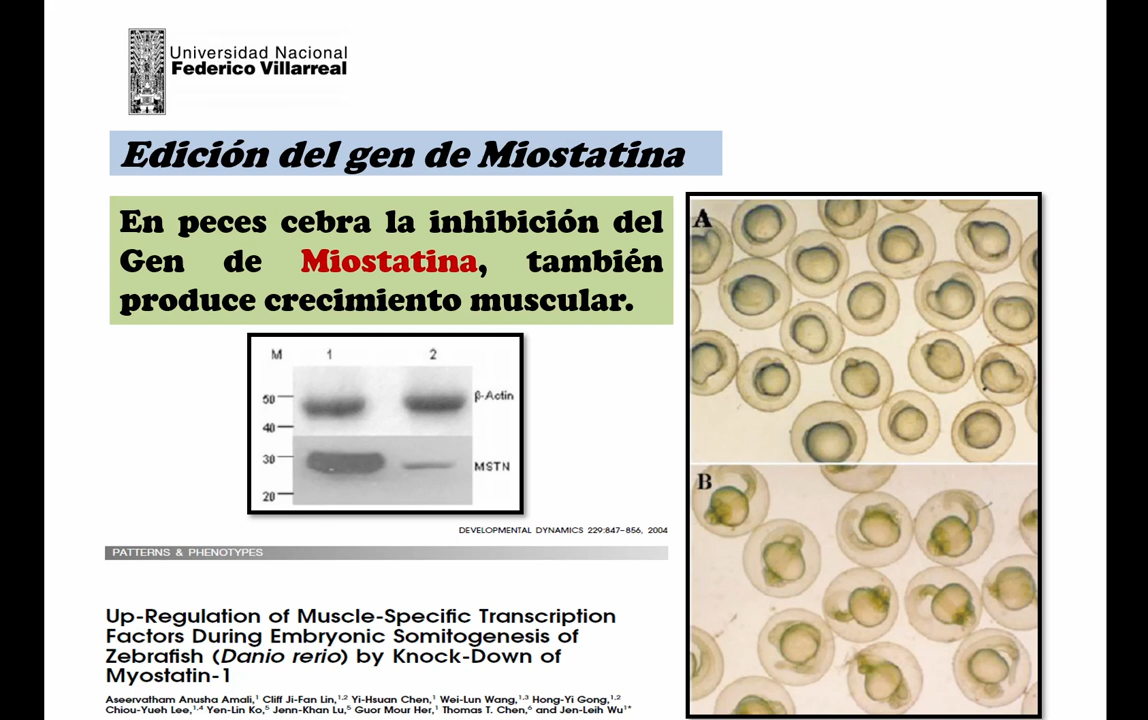 Universidad Nacional
Federico Villarreal
Edición del gen de Miostatina
En peces cebra la inhibición del
Gen de Miostatina, también
produce crecimiento muscular.
M 1 2
50
β-Actin
40
30
MSTN
20
A
B
DEVELOPMENTAL DYNAMICS 229:847–856, 2004
PATTERNS & PHENOTYPES
Up-Regulation of Muscle-Specific Transcription
Factors During Embryonic Somitogenesis of
Zebrafish (Danio rerio) by Knock-Down of
Myostatin-1
Aseervatham Anusha Amali,1 Cliff Ji-Fan Lin,1,2 Yi-Hsuan Chen,1 Wei-Lun Wang,1,3 Hong-Yi Gong,1,2
Chiou-Yueh Lee,1,4 Yen-Lin Ko,5 Jenn-Khan Lu,5 Guor Mour Her,1 Thomas T. Chen,6 and Jen-Leih Wu1*